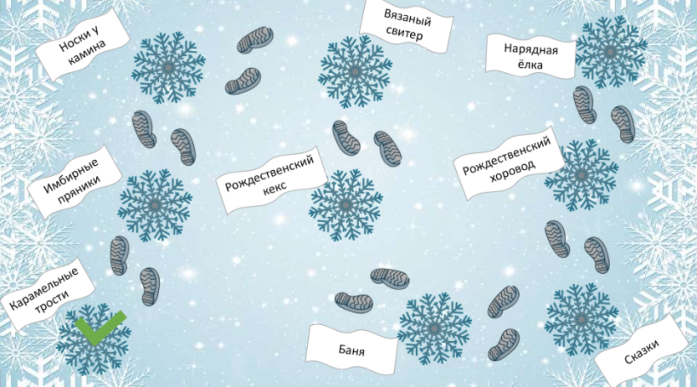 Носки у
камина
Вязаный
свитер
Нарядная
ёлка
Имбирные
пряники
Рождественский
кекс
Рождественский
хоровод
Карамельные
трости
Баня
Сказки